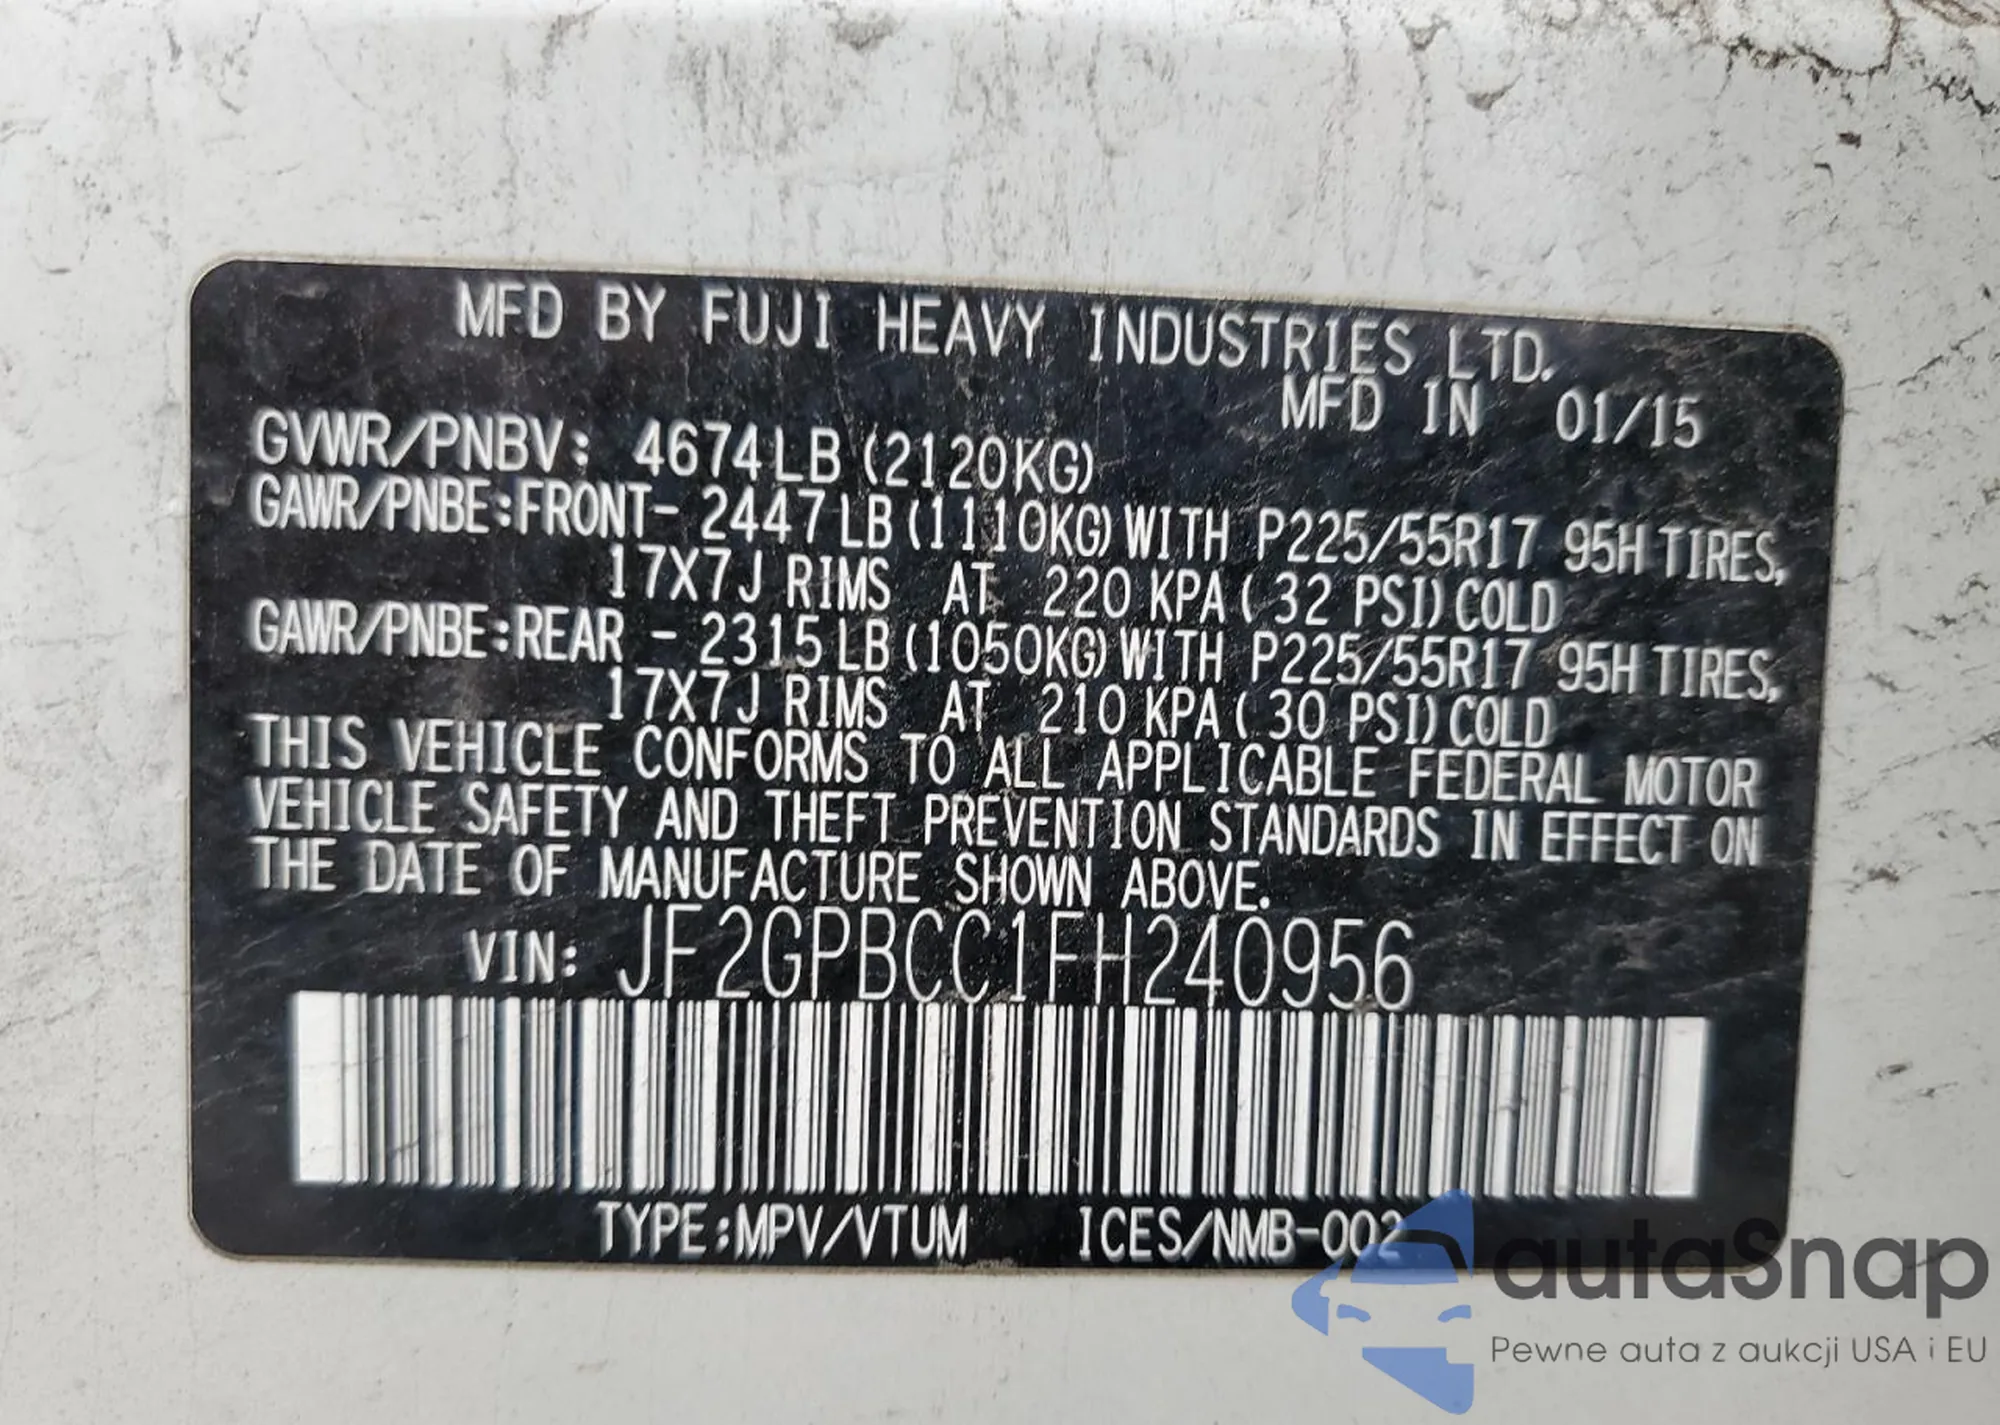 MFD BY FUJI HEAVY INDUSTRIES LTD.
MFD IN 01/15
GVWR/PNBV: 4674LB (2120KG)
GAWR/PNBE:FRONT- 2447LB (1110KG) WITH P225/55R17 95H TIRES,
17X7J RIMS AT 220 KPA ( 32 PSI) COLD
GAWR/PNBE:REAR - 2315LB (1050KG) WITH P225/55R17 95H TIRES,
17X7J RIMS AT 210 KPA ( 30 PSI) COLD
THIS VEHICLE CONFORMS TO ALL APPLICABLE FEDERAL MOTOR
VEHICLE SAFETY AND THEFT PREVENTION STANDARDS IN EFFECT ON
THE DATE OF MANUFACTURE SHOWN ABOVE.
VIN: JF2GPBCC1FH240956
TYPE:MPV/VTUM ICES/NMB-002
autaSnap
Pewne auta z aukcji USA i EU